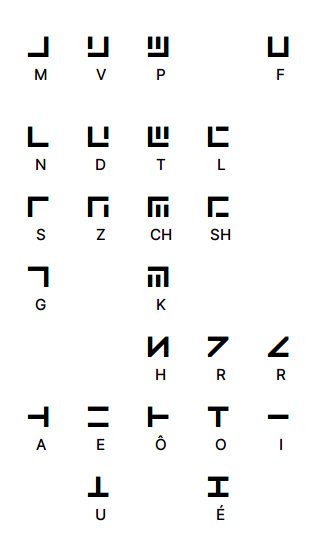 M V P F
N D T L
S Z CH SH
G K
H R R
A E Ô O I
U É